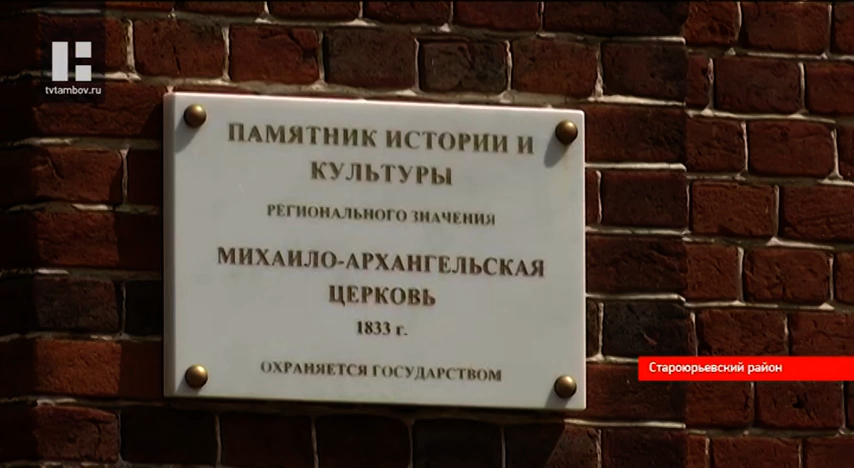 tvtambov.ru
ПАМЯТНИК ИСТОРИИ И
КУЛЬТУРЫ
РЕГИОНАЛЬНОГО ЗНАЧЕНИЯ
МИХАИЛО-АРХАНГЕЛЬСКАЯ
ЦЕРКОВЬ
1833 г.
ОХРАНЯЕТСЯ ГОСУДАРСТВОМ
Староюрьевский район